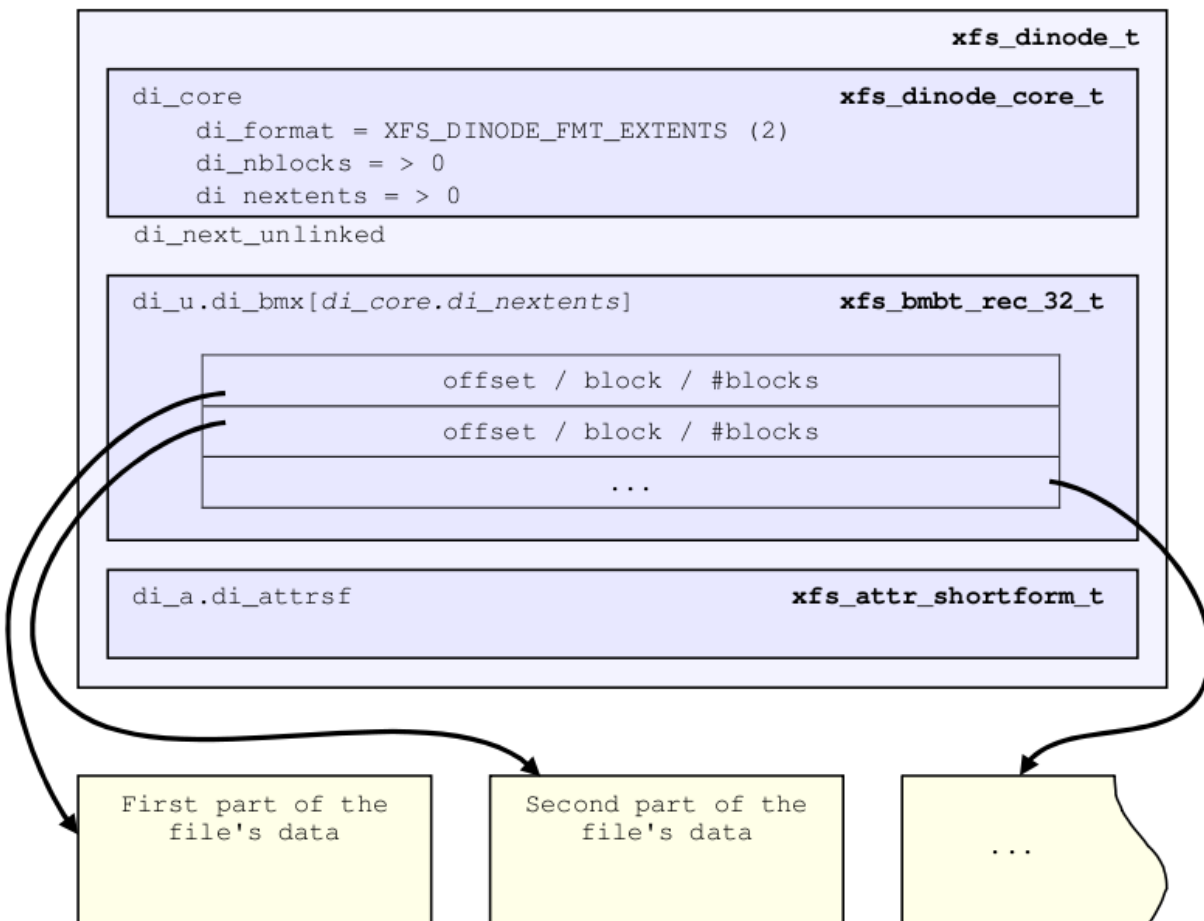 xfs_dinode_t
di_core xfs_dinode_core_t
di_format = XFS_DINODE_FMT_EXTENTS (2)
di_nblocks = > 0
di nextents = > 0
di_next_unlinked
di_u.di_bmx[di_core.di_nextents] xfs_bmbt_rec_32_t
offset / block / #blocks
offset / block / #blocks
...
di_a.di_attrsf xfs_attr_shortform_t
First part of the
file's data
Second part of the
file's data
...